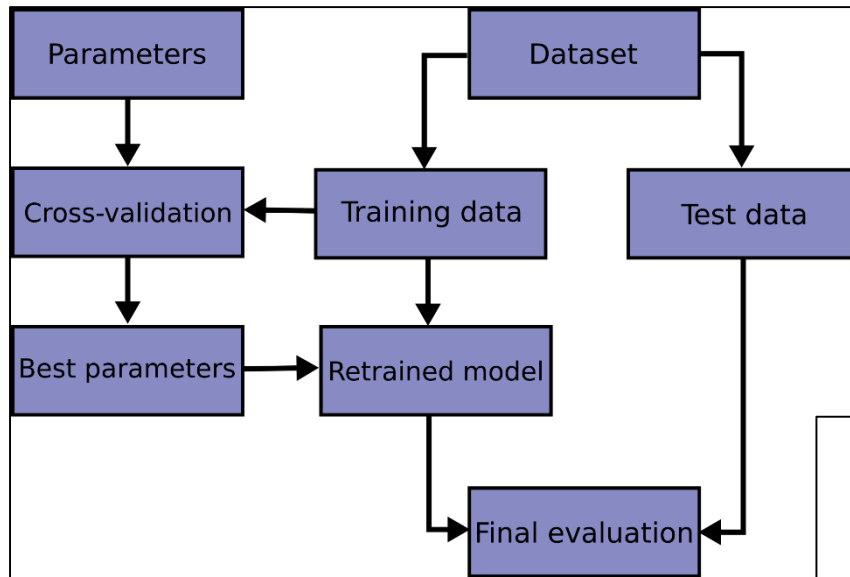 Parameters
Dataset
Cross-validation
Training data
Test data
Best parameters
Retrained model
Final evaluation